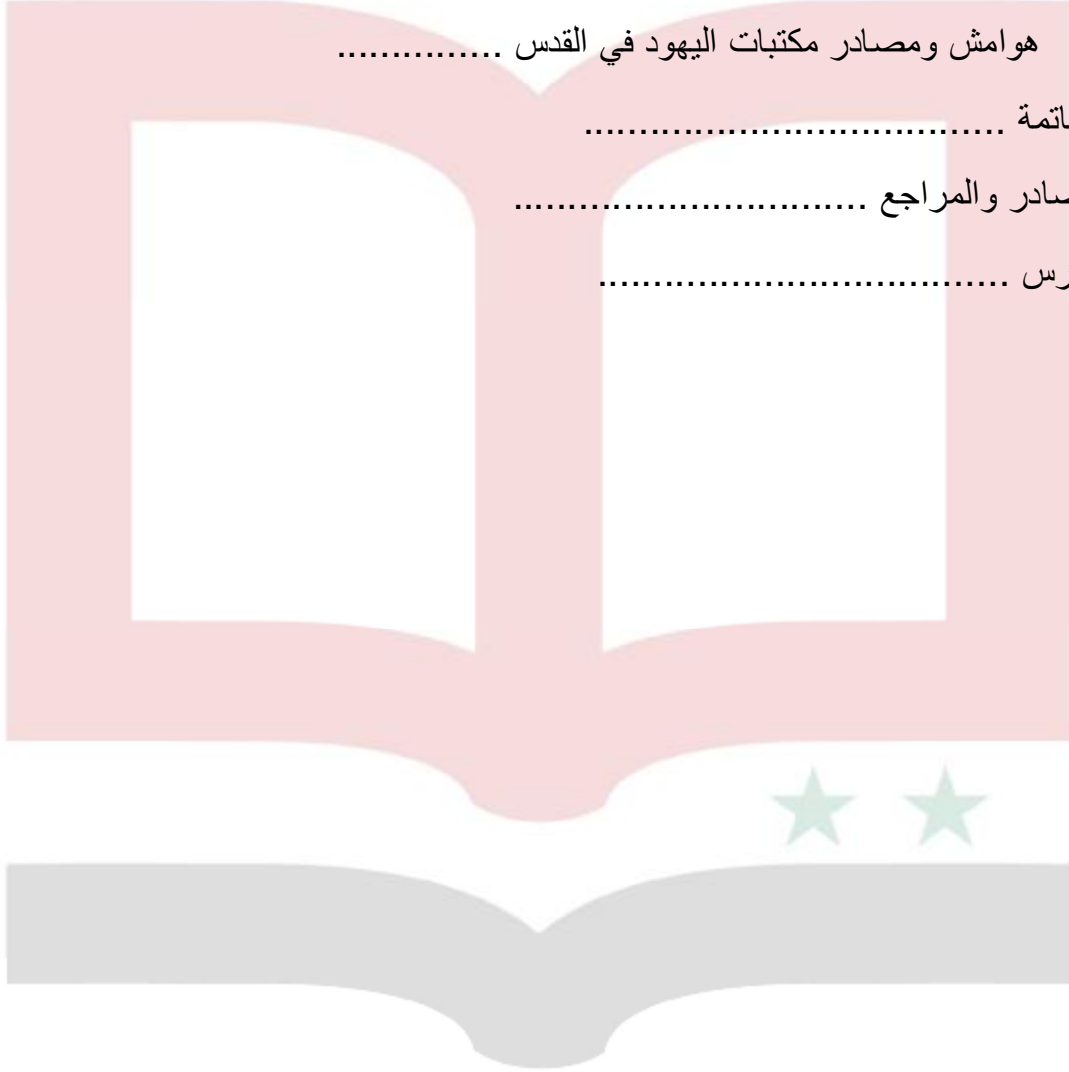 هوامش ومصادر مكتبات اليهود في القدس ...............
اتمة ....................................
صادر والمراجع ..............................
رس ...................................